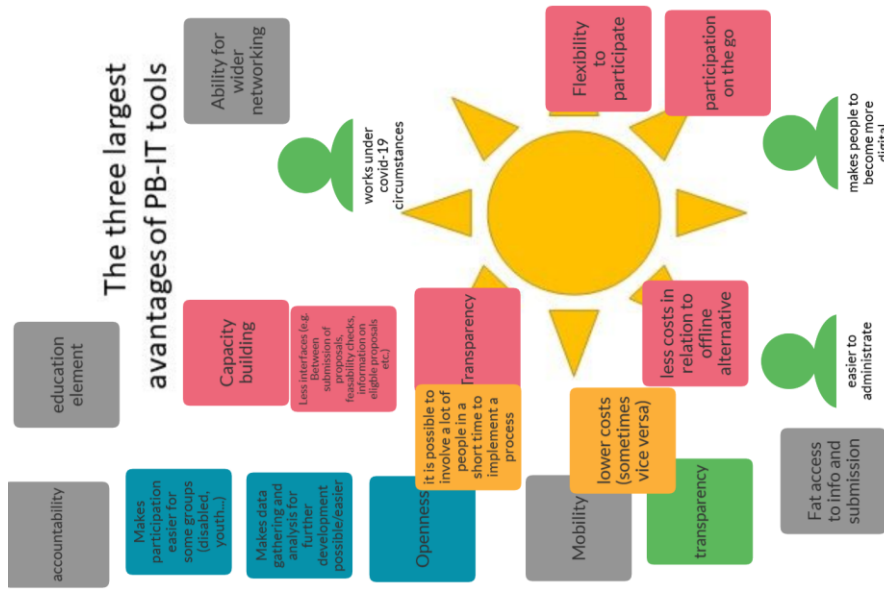 accountability
education
element
The three largest
avantages of PB-IT tools
Makes
participation
easier for
some groups
(disabled,
youth...)
Capacity
building
Ability for
wider
networking
Makes data
gathering and
analysis for
further
development
possible/easier
Less interfaces (e.g.
Between
submission of
proposals,
feasability checks,
information on
eligble proposals
etc.)
works under
covid-19
circumstances
Openness
it is possible to
involve a lot of
people in a
short time to
implement a
process
Transparency
Mobility
lower costs
(sometimes
vice versa)
Flexibility
to
participate
transparency
less costs in
relation to
offline
alternative
participation
on the go
Fat access
to info and
submission
easier to
administrate
makes people to
become more
digital